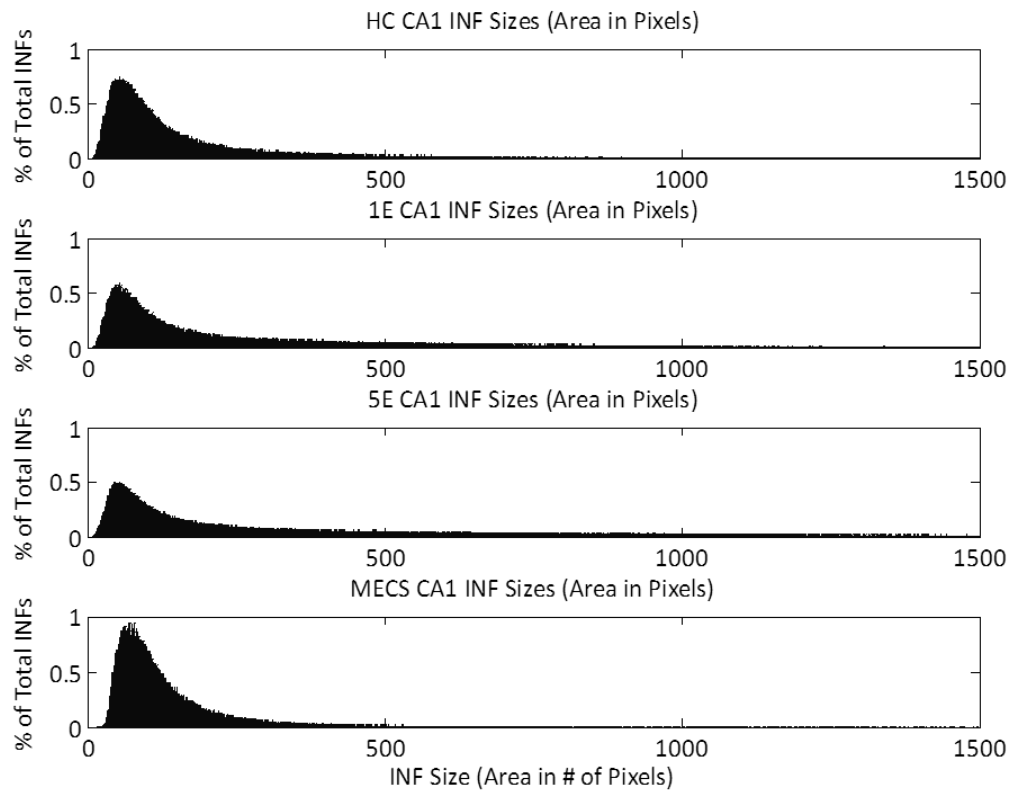 HC CA1 INF Sizes (Area in Pixels)
% of Total INFs
1
0.5
0
0 500 1000 1500
1E CA1 INF Sizes (Area in Pixels)
% of Total INFs
1
0.5
0
0 500 1000 1500
5E CA1 INF Sizes (Area in Pixels)
% of Total INFs
1
0.5
0
0 500 1000 1500
MECS CA1 INF Sizes (Area in Pixels)
% of Total INFs
1
0.5
0
0 500 1000 1500
INF Size (Area in # of Pixels)